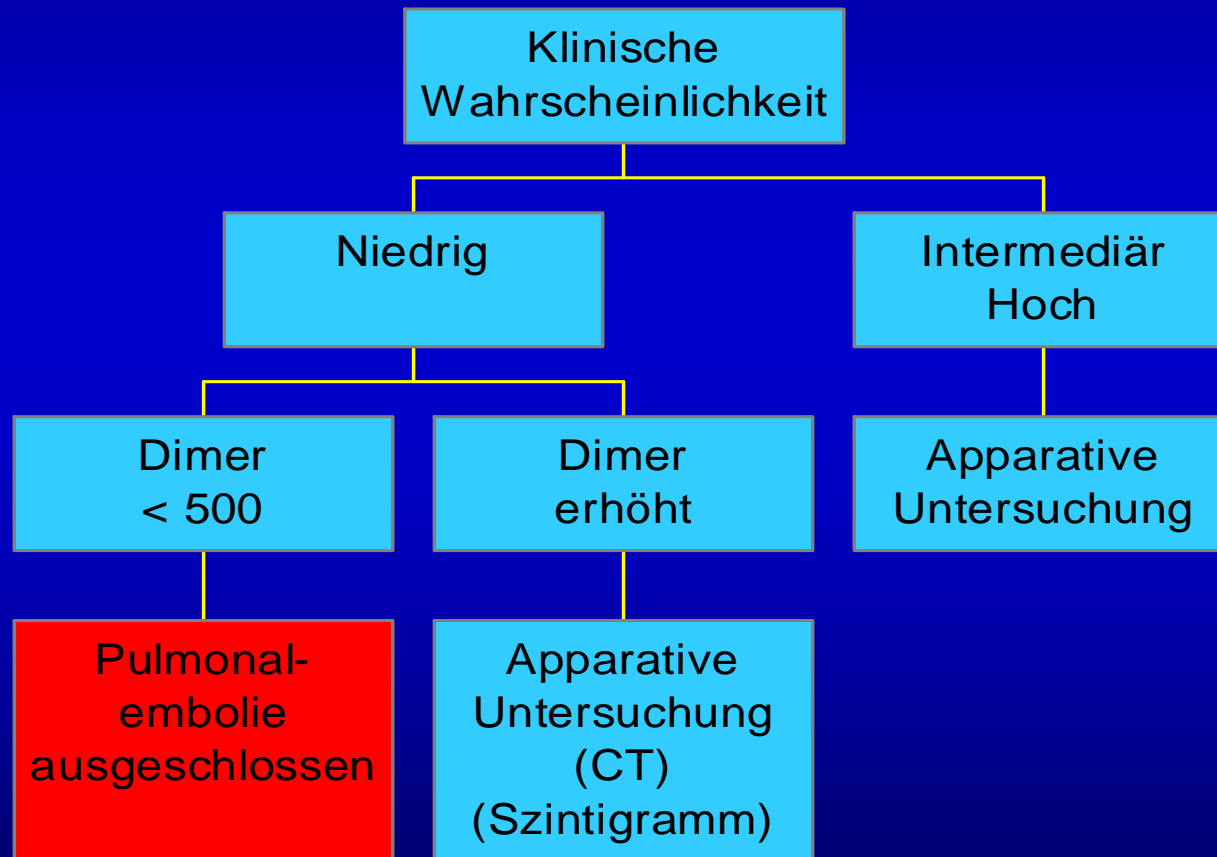 Klinische
Wahrscheinlichkeit
Niedrig
Intermediär
Hoch
Dimer
< 500
Dimer
erhöht
Apparative
Untersuchung
Pulmonal-
embolie
ausgeschlossen
Apparative
Untersuchung
(CT)
(Szintigramm)